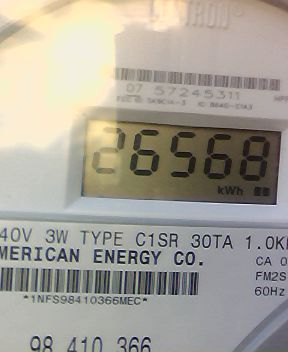 07 57245311
26568
kWh
40V 3W TYPE C1SR 30TA 1.0K
MERICAN ENERGY CO.
CA 0
FM2S
*1NFS98410366MEC*
60Hz
98 410 366